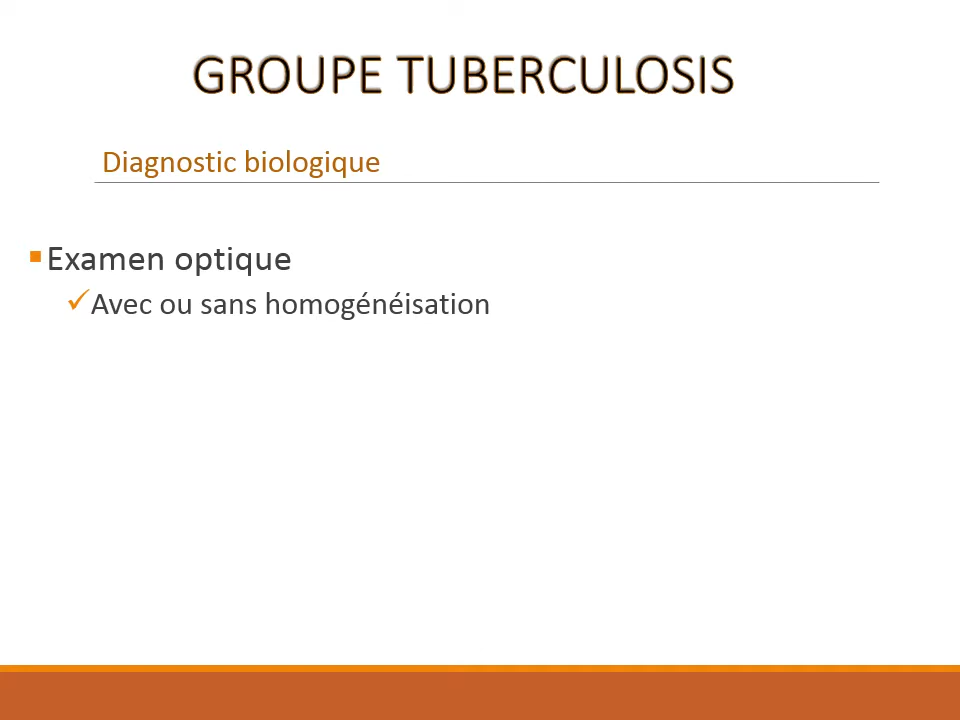 GROUPE TUBERCULOSIS
Diagnostic biologique
Examen optique
Avec ou sans homogénéisation